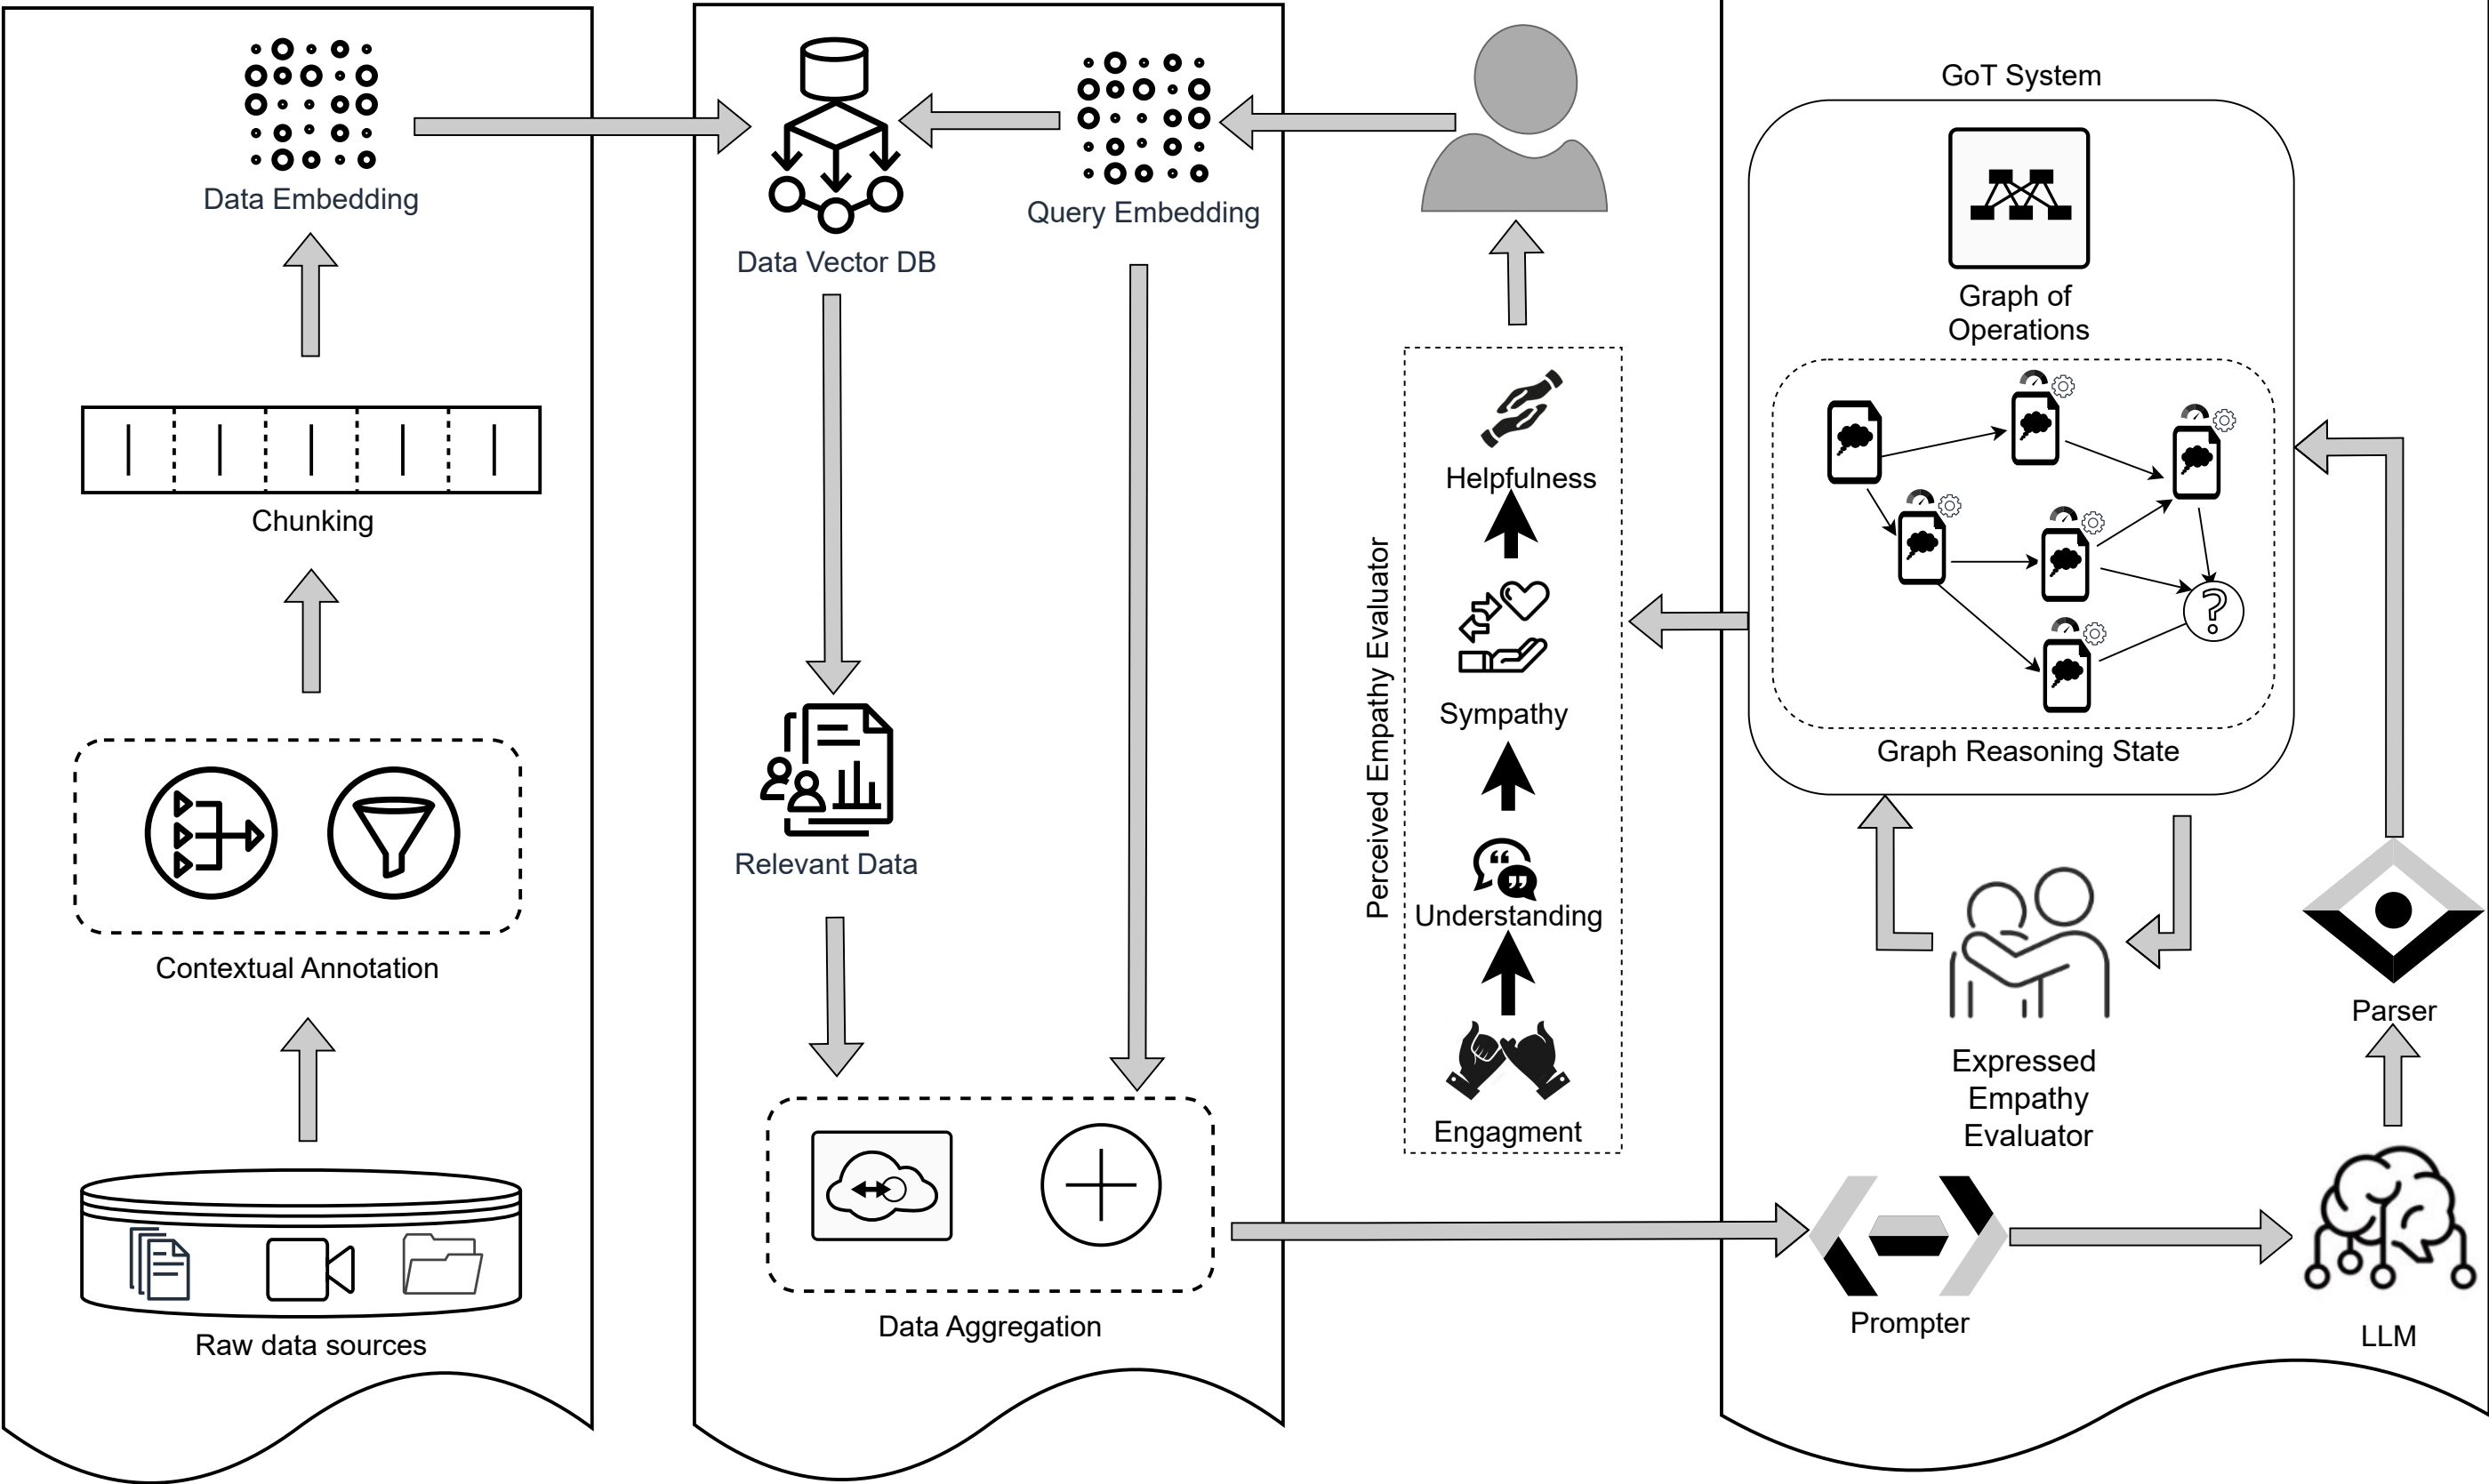 Data Embedding
Chunking
Contextual Annotation
Raw data sources
Data Vector DB
Query Embedding
Relevant Data
Data Aggregation
Perceived Empathy Evaluator
Helpfulness
Sympathy
Understanding
Engagment
GoT System
Graph of
Operations
?
Graph Reasoning State
Expressed
Empathy
Evaluator
Parser
Prompter
LLM